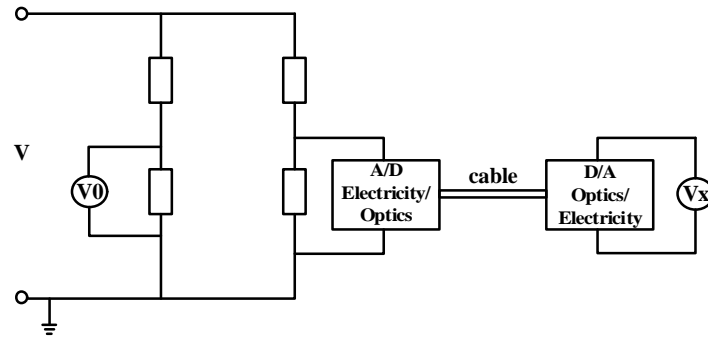 V
V0
A/D
Electricity/
Optics
cable
D/A
Optics/
Electricity
Vx